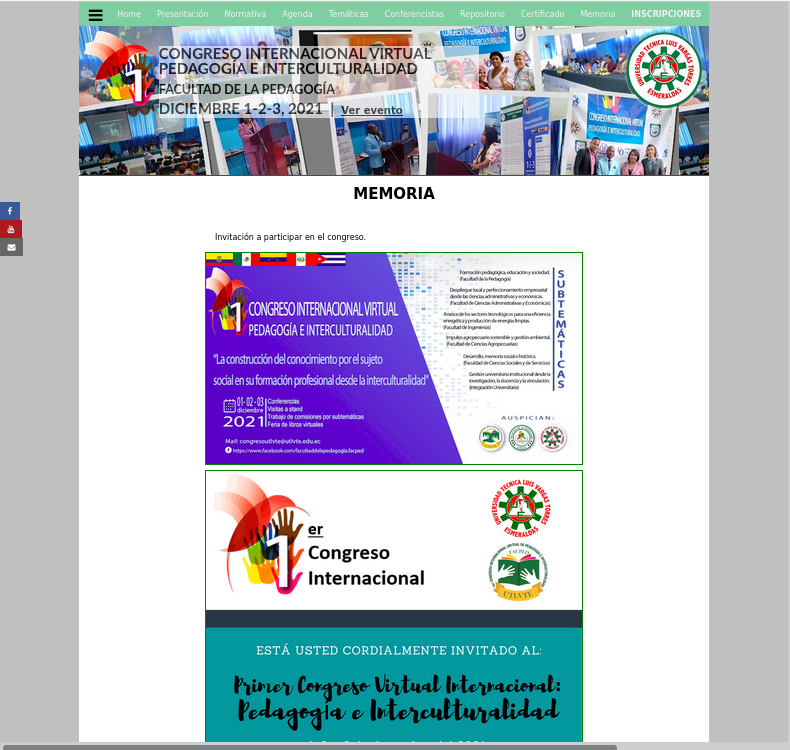 Home Presentación Normativa Agenda Temáticas Conferencistas Repositorio Certificado Memoria INSCRIPCIONES
CONGRESO INTERNACIONAL VIRTUAL
PEDAGOGÍA E INTERCULTURALIDAD
FACULTAD DE LA PEDAGOGÍA
DICIEMBRE 1-2-3, 2021 | Ver evento
UNIVERSIDAD TECNICA LUIS VARGAS TORRES
ESMERALDAS
MEMORIA
Invitación a participar en el congreso.
1 CONGRESO INTERNACIONAL VIRTUAL
PEDAGOGÍA E INTERCULTURALIDAD
"La construcción del conocimiento por el sujeto
social en su formación profesional desde la interculturalidad"
01-02-03
diciembre
2021
Conferencias
Visitas a stand
Trabajo de comisiones por subtemáticas
Feria de libros virtuales
Mail: congresoutlvte@utlvte.edu.ec
https://www.facebook.com/facultaddelapedagogia.facped
Formación pedagógica, educación y sociedad.
(Facultad de la Pedagogía)
Despliegue local y perfeccionamiento empresarial
desde las ciencias administrativas y económicas.
(Facultad de Ciencias Administrativas y Económicas)
Avance de los sectores tecnológicos para una eficiencia
energética y producción de energías limpias.
(Facultad de Ingenierías)
Impulso agropecuario sostenible y gestión ambiental.
(Facultad de Ciencias Agropecuarias)
Desarrollo, memoria social e histórica.
(Facultad de Ciencias Sociales y de Servicios)
Gestión universitaria Institucional desde la
investigación, la docencia y la vinculación.
(Integración Universitaria)
SUBTEMÁTICAS
AUSPICIAN:
1 er
Congreso
Internacional
UNIVERSIDAD TECNICA LUIS VARGAS TORRES
ESMERALDAS
FACPED
UTLVTE
ESTÁ USTED CORDIALMENTE INVITADO AL:
Primer Congreso Virtual Internacional:
Pedagogía e Interculturalidad